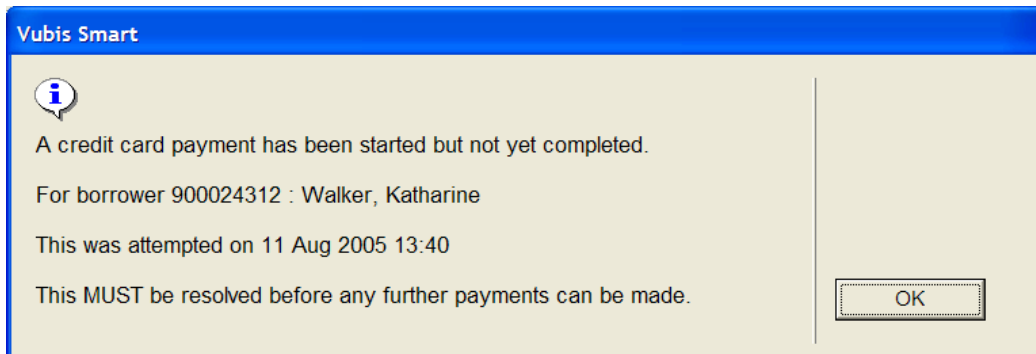 Vubis Smart
A credit card payment has been started but not yet completed.
For borrower 900024312 : Walker, Katharine
This was attempted on 11 Aug 2005 13:40
This MUST be resolved before any further payments can be made.
OK